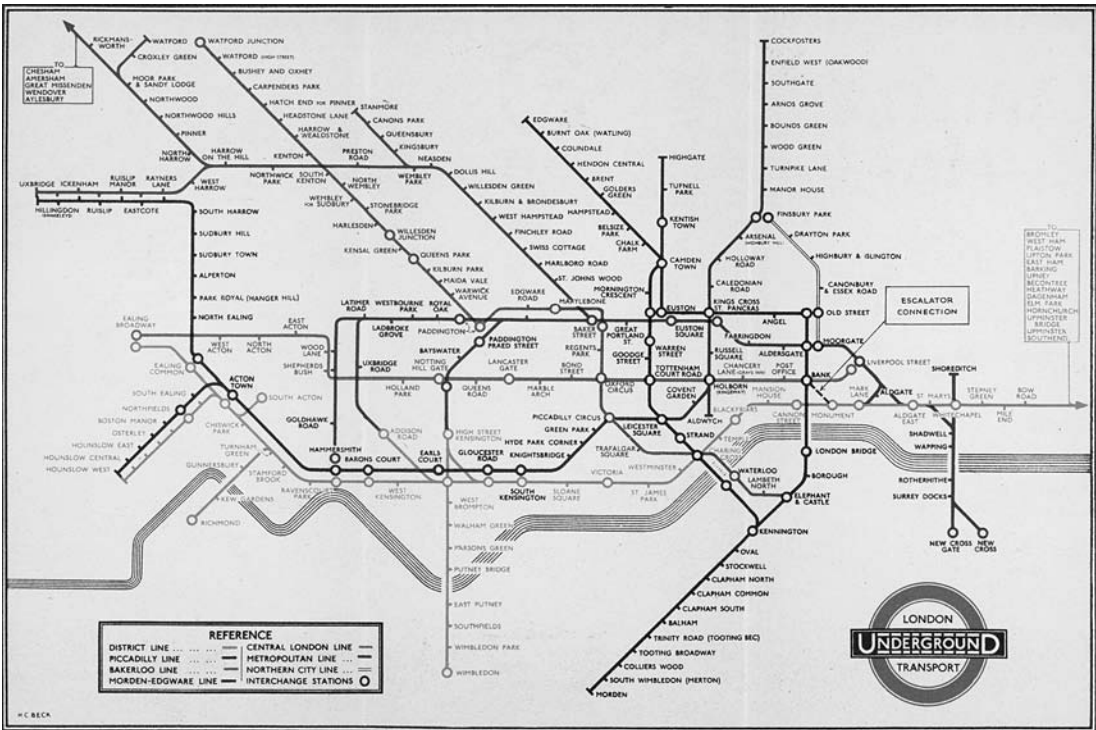 TO
CHESHAM
AMERSHAM
GREAT MISSENDEN
WENDOVER
AYLESBURY
RICKMANS-
WORTH
WATFORD
CROXLEY GREEN
MOOR PARK
& SANDY LODGE
NORTHWOOD
NORTHWOOD HILLS
PINNER
NORTH
HARROW
HARROW
ON THE HILL
WATFORD JUNCTION
WATFORD (HIGH STREET)
BUSHEY AND OXHEY
CARPENDERS PARK
HATCH END FOR PINNER
HEADSTONE LANE
HARROW &
WEALDSTONE
KENTON
NORTHWICK
PARK
SOUTH
KENTON
PRESTON
ROAD
NORTH
WEMBLEY
WEMBLEY
FOR SUDBURY
STONEBRIDGE
PARK
HARLESDEN
WILLESDEN
JUNCTION
KENSAL GREEN
QUEENS PARK
KILBURN PARK
MAIDA VALE
WARWICK
AVENUE
STANMORE
CANONS PARK
QUEENSBURY
KINGSBURY
WEMBLEY
PARK
NEASDEN
DOLLIS HILL
WILLESDEN GREEN
KILBURN & BRONDESBURY
WEST HAMPSTEAD
FINCHLEY ROAD
SWISS COTTAGE
MARLBORO ROAD
ST. JOHNS WOOD
EDGWARE
BURNT OAK (WATLING)
COLINDALE
HENDON CENTRAL
BRENT
GOLDERS
GREEN
HAMPSTEAD
BELSIZE
PARK
CHALK
FARM
HIGHGATE
TUFNELL
PARK
KENTISH
TOWN
CAMDEN
TOWN
MORNINGTON
CRESCENT
COCKFOSTERS
ENFIELD WEST (OAKWOOD)
SOUTHGATE
ARNOS GROVE
BOUNDS GREEN
WOOD GREEN
TURNPIKE LANE
MANOR HOUSE
FINSBURY PARK
ARSENAL
(HIGHBURY HILL)
DRAYTON PARK
HOLLOWAY
ROAD
HIGHBURY & ISLINGTON
CALEDONIAN
ROAD
CANONBURY
& ESSEX ROAD
UXBRIDGE
ICKENHAM
RUISLIP
MANOR
RAYNERS
LANE
WEST
HARROW
HILLINGDON
RUISLIP
EASTCOTE
SOUTH HARROW
SUDBURY HILL
SUDBURY TOWN
ALPERTON
PARK ROYAL (HANGER HILL)
NORTH EALING
EALING
BROADWAY
WEST
ACTON
NORTH
ACTON
EAST
ACTON
WOOD
LANE
SHEPHERDS
BUSH
EALING
COMMON
LATIMER
ROAD
WESTBOURNE
PARK
ROYAL
OAK
LADBROKE
GROVE
PADDINGTON
EDGWARE
ROAD
MARYLEBONE
BAKER
STREET
GREAT
PORTLAND
ST.
EUSTON
EUSTON
SQUARE
KINGS CROSS
ST. PANCRAS
ANGEL
OLD STREET
FARRINGDON
ALDERSGATE
MOORGATE
ESCALATOR
CONNECTION
LIVERPOOL STREET
UXBRIDGE
ROAD
BAYSWATER
PADDINGTON
PRAED STREET
NOTTING
HILL GATE
HOLLAND
PARK
QUEENS
ROAD
LANCASTER
GATE
MARBLE
ARCH
BOND
STREET
REGENTS
PARK
OXFORD
CIRCUS
GOODGE
STREET
WARREN
STREET
TOTTENHAM
COURT ROAD
RUSSELL
SQUARE
HOLBORN
(KINGSWAY)
CHANCERY
LANE (GRAYS INN)
POST
OFFICE
BANK
MARK
LANE
ALDGATE
MONUMENT
MANSION
HOUSE
CANNON
STREET
BLACKFRIARS
ALDGATE
EAST
ST. MARYS
SHOREDITCH
WHITECHAPEL
STEPNEY
GREEN
MILE
END
BOW
ROAD
TO
BROMLEY
WEST HAM
PLAISTOW
UPTON PARK
EAST HAM
BARKING
UPNEY
BECONTREE
HEATHWAY
DAGENHAM
ELM PARK
HORNCHURCH
UPMINSTER
BRIDGE
UPMINSTER
SOUTHEND
SOUTH EALING
NORTHFIELDS
BOSTON MANOR
OSTERLEY
HOUNSLOW EAST
HOUNSLOW CENTRAL
HOUNSLOW WEST
ACTON
TOWN
SOUTH ACTON
CHISWICK
PARK
TURNHAM
GREEN
GUNNERSBURY
KEW GARDENS
RICHMOND
STAMFORD
BROOK
RAVENSCOURT
PARK
GOLDHAWK
ROAD
HAMMERSMITH
BARONS COURT
WEST
KENSINGTON
ADDISON
ROAD
EARLS
COURT
HIGH STREET
KENSINGTON
GLOUCESTER
ROAD
SOUTH
KENSINGTON
SLOANE
SQUARE
VICTORIA
ST. JAMES
PARK
WESTMINSTER
KNIGHTSBRIDGE
HYDE PARK CORNER
GREEN PARK
PICCADILLY CIRCUS
LEICESTER
SQUARE
COVENT
GARDEN
ALDWYCH
TRAFALGAR
SQUARE
STRAND
TEMPLE
CHARING
CROSS
WATERLOO
LAMBETH
NORTH
ELEPHANT
& CASTLE
BOROUGH
LONDON BRIDGE
KENNINGTON
OVAL
STOCKWELL
CLAPHAM NORTH
CLAPHAM COMMON
CLAPHAM SOUTH
BALHAM
TRINITY ROAD (TOOTING BEC)
TOOTING BROADWAY
COLLIERS WOOD
SOUTH WIMBLEDON (MERTON)
MORDEN
WEST
BROMPTON
WALHAM GREEN
PARSONS GREEN
PUTNEY BRIDGE
EAST PUTNEY
SOUTHFIELDS
WIMBLEDON PARK
WIMBLEDON
SHADWELL
WAPPING
ROTHERHITHE
SURREY DOCKS
NEW CROSS
GATE
NEW
CROSS
REFERENCE
DISTRICT LINE
PICCADILLY LINE
BAKERLOO LINE
MORDEN-EDGWARE LINE
CENTRAL LONDON LINE
METROPOLITAN LINE
NORTHERN CITY LINE
INTERCHANGE STATIONS
LONDON
UNDERGROUND
TRANSPORT
H.C. BECK